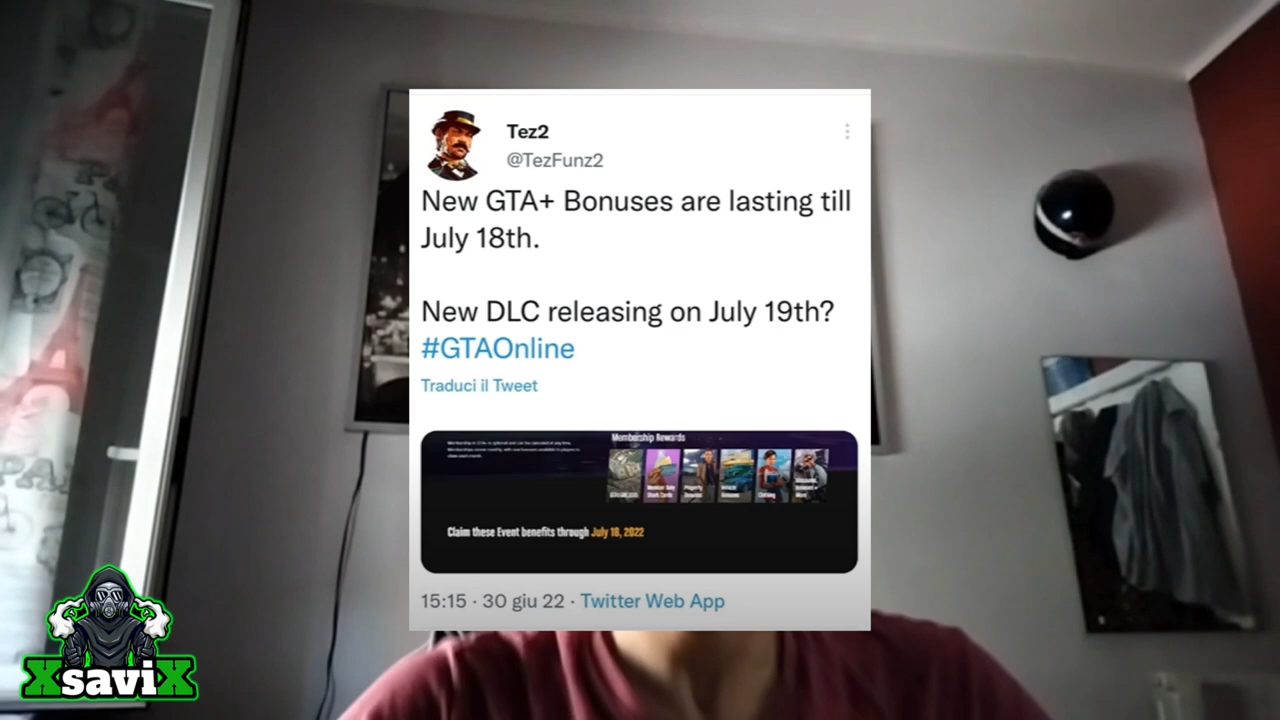 Tez2
@TezFunz2
New GTA+ Bonuses are lasting till
July 18th.
New DLC releasing on July 19th?
#GTAOnline
Traduci il Tweet
Membership Rewards
Claim these Event benefits through July 18, 2022
15:15 · 30 giu 22 · Twitter Web App
XsaviX